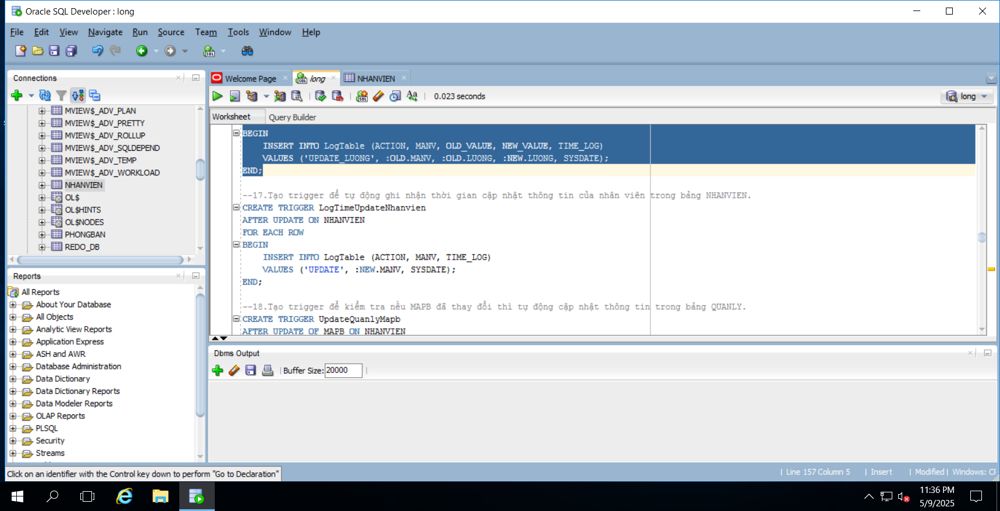 Oracle SQL Developer : long
File Edit View Navigate Run Source Team Tools Window Help
Connections
MVIEW$_ADV_PLAN
MVIEW$_ADV_PRETTY
MVIEW$_ADV_ROLLUP
MVIEW$_ADV_SQLDEPEND
MVIEW$_ADV_TEMP
MVIEW$_ADV_WORKLOAD
NHANVIEN
OL$
OL$HINTS
OL$NODES
PHONGBAN
REDO_DB
Reports
All Reports
About Your Database
All Objects
Analytic View Reports
Application Express
ASH and AWR
Database Administration
Data Dictionary
Data Dictionary Reports
Data Modeler Reports
OLAP Reports
PLSQL
Security
Streams
Welcome Page long NHANVIEN
0.023 seconds
long
Worksheet Query Builder
BEGIN
INSERT INTO LogTable (ACTION, MANV, OLD_VALUE, NEW_VALUE, TIME_LOG)
VALUES ('UPDATE_LUONG', :OLD.MANV, :OLD.LUONG, :NEW.LUONG, SYSDATE);
END;
--17.Tạo trigger để tự động ghi nhận thời gian cập nhật thông tin của nhân viên trong bảng NHANVIEN.
CREATE TRIGGER LogTimeUpdateNhanvien
AFTER UPDATE ON NHANVIEN
FOR EACH ROW
BEGIN
INSERT INTO LogTable (ACTION, MANV, TIME_LOG)
VALUES ('UPDATE', :NEW.MANV, SYSDATE);
END;
--18.Tạo trigger để kiểm tra nếu MAPB đã thay đổi thì tự động cập nhật thông tin trong bảng QUANLY.
CREATE TRIGGER UpdateQuanlyMapb
AFTER UPDATE OF MAPB ON NHANVIEN
Dbms Output
Buffer Size: 20000
Click on an identifier with the Control key down to perform "Go to Declaration"
| Line 157 Column 5 | Insert | Modified | Windows:
11:36 PM
5/9/2025